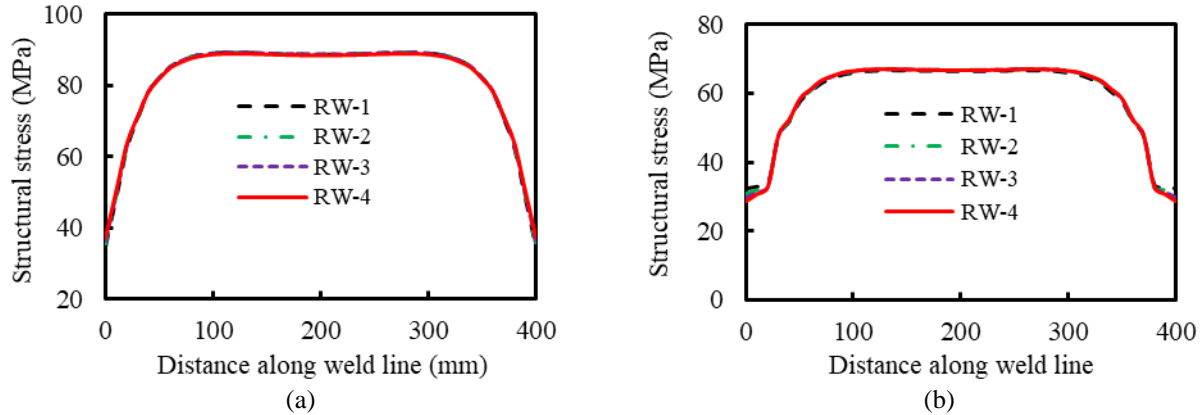 Structural stress (MPa)
100
80
60
40
20
RW-1
RW-2
RW-3
RW-4
0
100
200
300
400
Distance along weld line (mm)
(a)
Structural stress (MPa)
80
60
40
20
0
RW-1
RW-2
RW-3
RW-4
0
100
200
300
400
Distance along weld line
(b)